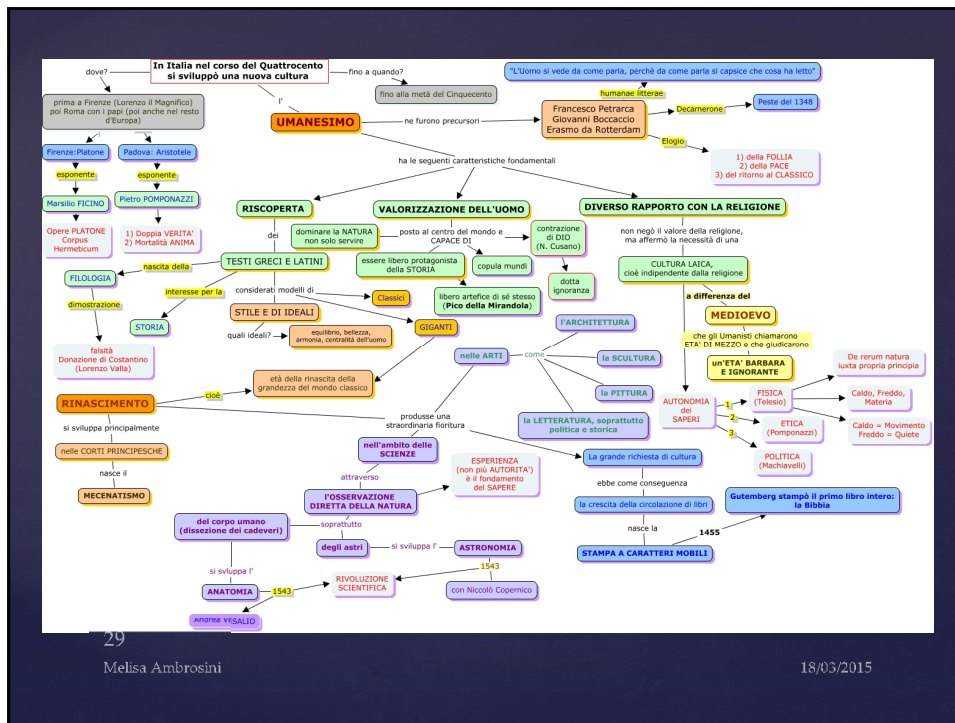 In Italia nel corso del Quattrocento
si sviluppò una nuova cultura
dove?
fino a quando?
prima a Firenze (Lorenzo il Magnifico)
poi Roma con i papi (poi anche nel resto
d'Europa)
fino alla metà del Cinquecento
l'
UMANESIMO
ne furono precursori
"L'Uomo si vede da come parla, perchè da come parla si capsice che cosa ha letto"
humanae litterae
Francesco Petrarca
Giovanni Boccaccio
Erasmo da Rotterdam
Decamerone
Peste del 1348
Elogio
1) della FOLLIA
2) della PACE
3) del ritorno al CLASSICO
Firenze:Platone
Padova: Aristotele
esponente
esponente
Marsilio FICINO
Pietro POMPONAZZI
Opere PLATONE
Corpus
Hermeticum
1) Doppia VERITA'
2) Mortalità ANIMA
ha le seguenti caratteristiche fondamentali
RISCOPERTA
VALORIZZAZIONE DELL'UOMO
DIVERSO RAPPORTO CON LA RELIGIONE
dei
TESTI GRECI E LATINI
nascita della
FILOLOGIA
interesse per la
STORIA
dimostrazione
falsità
Donazione di Costantino
(Lorenzo Valla)
considerati modelli di
Classici
STILE E DI IDEALI
quali ideali?
equilibrio, bellezza,
armonia, centralità dell'uomo
GIGANTI
dominare la NATURA
non solo servire
posto al centro del mondo e
CAPACE DI
contrazione
di DIO
(N. Cusano)
essere libero protagonista
della STORIA
copula mundi
dotta
ignoranza
libero artefice di sé stesso
(Pico della Mirandola)
non negò il valore della religione,
ma affermò la necessità di una
CULTURA LAICA,
cioè indipendente dalla religione
a differenza del
MEDIOEVO
che gli Umanisti chiamarono
ETA' DI MEZZO e che giudicarono
un'ETA' BARBARA
E IGNORANTE
AUTONOMIA
dei
SAPERI
1
2
3
FISICA
(Telesio)
ETICA
(Pomponazzi)
POLITICA
(Machiavelli)
De rerum natura
iuxta propria principia
Caldo, Freddo,
Materia
Caldo = Movimento
Freddo = Quiete
età della rinascita della
grandezza del mondo classico
cioè
RINASCIMENTO
si sviluppa principalmente
nelle CORTI PRINCIPESCHE
nasce il
MECENATISMO
produsse una
straordinaria fioritura
nelle ARTI
come
l'ARCHITETTURA
la SCULTURA
la PITTURA
la LETTERATURA, soprattutto
politica e storica
nell'ambito delle
SCIENZE
attraverso
l'OSSERVAZIONE
DIRETTA DELLA NATURA
ESPERIENZA
(non più AUTORITA')
è il fondamento
del SAPERE
soprattutto
del corpo umano
(dissezione dei cadeveri)
degli astri
si sviluppa l'
ASTRONOMIA
si svluppa l'
ANATOMIA
1543
RIVOLUZIONE
SCIENTIFICA
1543
con Niccolò Copernico
Andrea VESALIO
La grande richiesta di cultura
ebbe come conseguenza
la crescita della circolazione di libri
nasce la
STAMPA A CARATTERI MOBILI
1455
Gutemberg stampò il primo libro intero:
la Bibbia
29
Melisa Ambrosini
18/03/2015